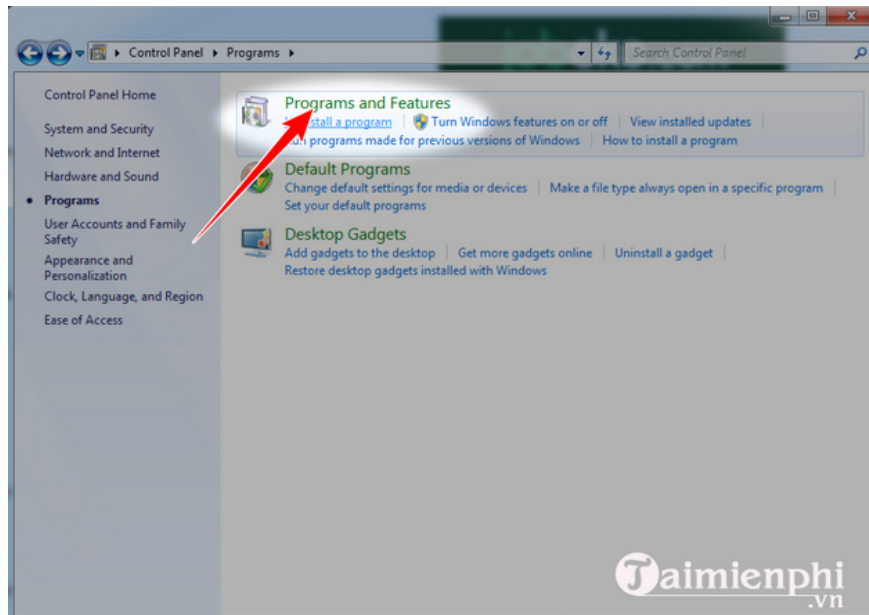 Control Panel Programs
Search Control Panel
Control Panel Home
System and Security
Network and Internet
Hardware and Sound
Programs
User Accounts and Family
Safety
Appearance and
Personalization
Clock, Language, and Region
Ease of Access
Programs and Features
a program Turn Windows features on or off View installed updates
programs made for previous versions of Windows How to install a program
Default Programs
Change default settings for media or devices Make a file type always open in a specific program
Set your default programs
Desktop Gadgets
Add gadgets to the desktop Get more gadgets online Uninstall a gadget
Restore desktop gadgets installed with Windows
Taimienphi
.vn